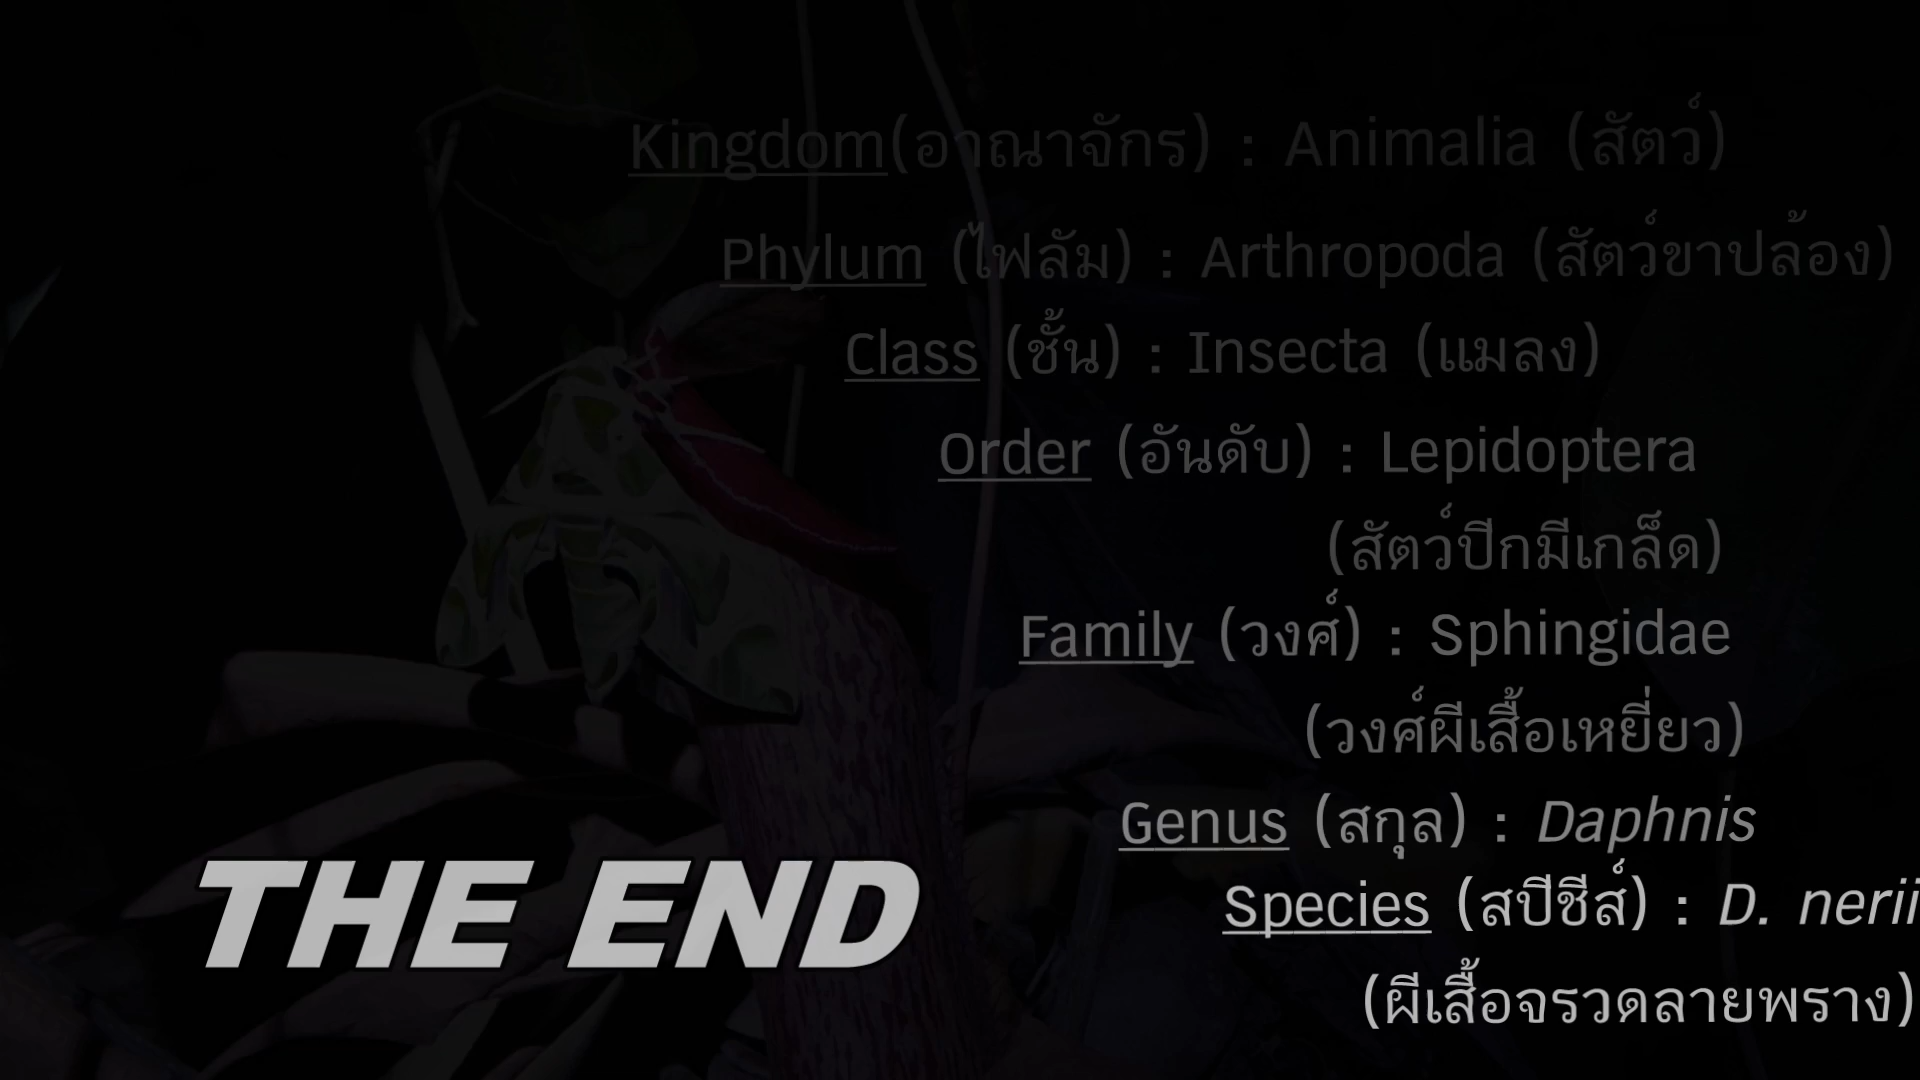 Kingdom(อาณาจักร) : Animalia (สัตว์)
Phylum (ไฟลัม) : Arthropoda (สัตว์ขาปล้อง)
Class (ชั้น) : Insecta (แมลง)
Order (อันดับ) : Lepidoptera
(สัตว์ปีกมีเกล็ด)
Family (วงศ์) : Sphingidae
(วงศ์ผีเสื้อเหยี่ยว)
Genus (สกุล) : Daphnis
Species (สปีชีส์) : D. nerii
(ผีเสื้อจรวดลายพราง)
THE END